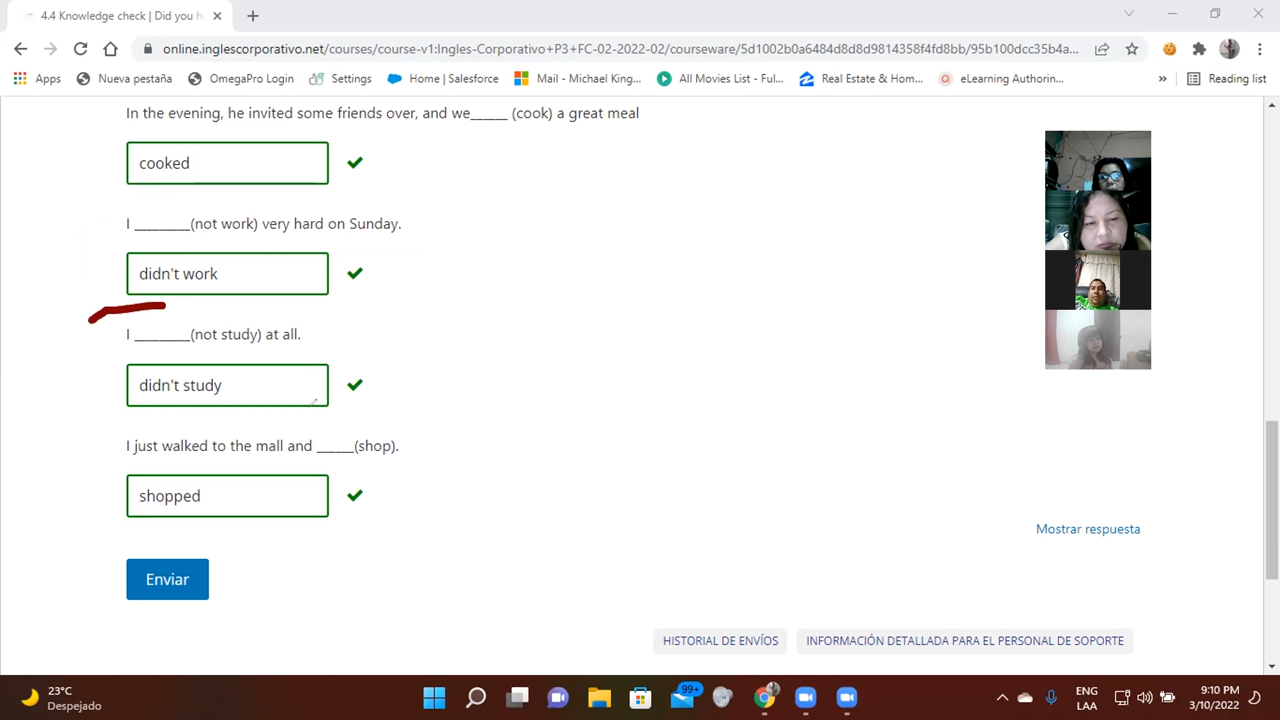 4.4 Knowledge check | Did you h
online.inglescorporativo.net/courses/course-v1:Ingles-Corporativo+P3+FC-02-2022-02/courseware/5d1002b0a6484d8d8d9814358f4fd8bb/95b100dcc35b4a...
Apps Nueva pestaña OmegaPro Login Settings Home | Salesforce Mail - Michael King... All Movies List - Ful... Real Estate & Hom... eLearning Authorin... » Reading list
In the evening, he invited some friends over, and we______ (cook) a great meal
cooked
I _________(not work) very hard on Sunday.
didn't work
I _________(not study) at all.
didn't study
I just walked to the mall and ______(shop).
shopped
Mostrar respuesta
Enviar
HISTORIAL DE ENVÍOS INFORMACIÓN DETALLADA PARA EL PERSONAL DE SOPORTE
23°C
Despejado
99+
ENG
LAA
9:10 PM
3/10/2022